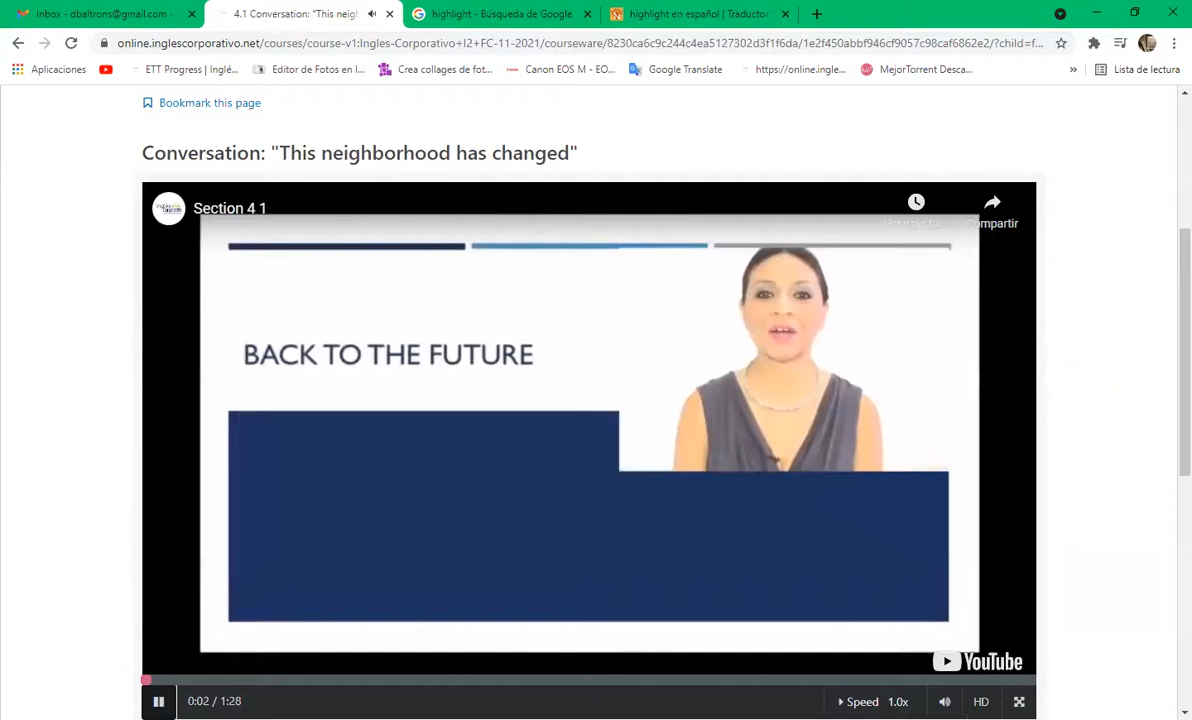 Inbox - dbaltrons@gmail.com -
4.1 Conversation: "This neigh
highlight - Búsqueda de Google
highlight en español | Traductor
online.inglescorporativo.net/courses/course-v1:Ingles-Corporativo+I2+FC-11-2021/courseware/8230ca6c9c244c4ea5127302d3f1f6da/1e2f450abbf946cf9057c98caf6862e2/?child=f...
Aplicaciones
ETT Progress | Inglé...
Editor de Fotos en l...
Crea collages de fot...
Canon EOS M - EO...
Google Translate
https://online.ingle...
MejorTorrent Desca...
»
Lista de lectura
Bookmark this page
Conversation: "This neighborhood has changed"
Section 4 1
Compartir
BACK TO THE FUTURE
YouTube
0:02 / 1:28
Speed 1.0x
HD